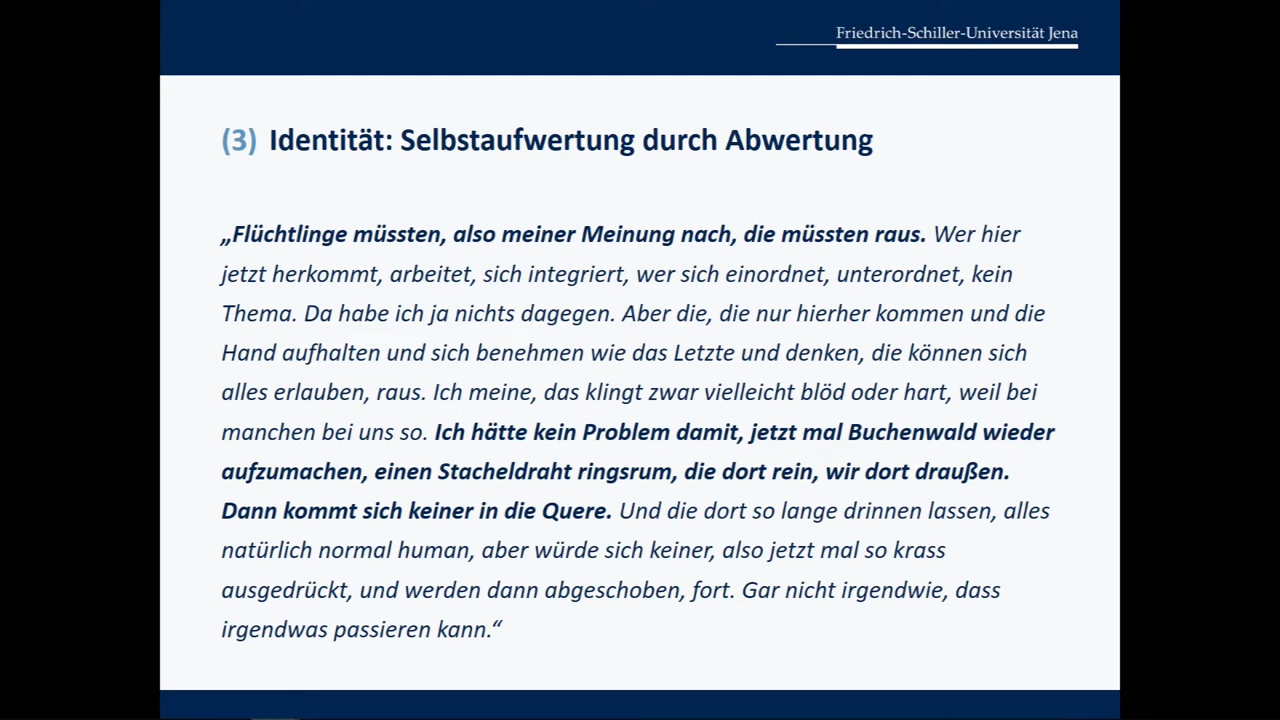 Friedrich-Schiller-Universität Jena
(3) Identität: Selbstaufwertung durch Abwertung
„Flüchtlinge müssten, also meiner Meinung nach, die müssten raus. Wer hier
jetzt herkommt, arbeitet, sich integriert, wer sich einordnet, unterordnet, kein
Thema. Da habe ich ja nichts dagegen. Aber die, die nur hierher kommen und die
Hand aufhalten und sich benehmen wie das Letzte und denken, die können sich
alles erlauben, raus. Ich meine, das klingt zwar vielleicht blöd oder hart, weil bei
manchen bei uns so. Ich hätte kein Problem damit, jetzt mal Buchenwald wieder
aufzumachen, einen Stacheldraht ringsrum, die dort rein, wir dort draußen.
Dann kommt sich keiner in die Quere. Und die dort so lange drinnen lassen, alles
natürlich normal human, aber würde sich keiner, also jetzt mal so krass
ausgedrückt, und werden dann abgeschoben, fort. Gar nicht irgendwie, dass
irgendwas passieren kann.“